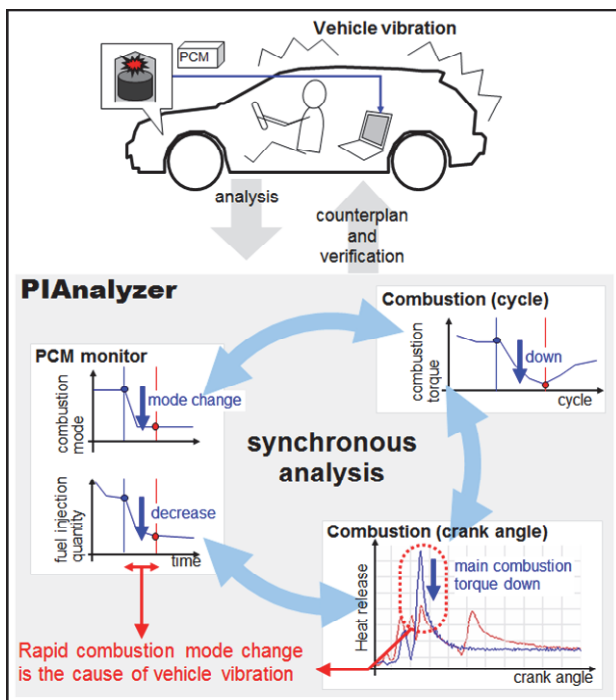 Vehicle vibration
PCM
analysis
counterplan
and
verification
PIAnalyzer
PCM monitor
combustion
mode
mode change
fuel injection
quantity
decrease
time
Combustion (cycle)
combustion
torque
down
cycle
synchronous
analysis
Combustion (crank angle)
Heat release
main combustion
torque down
crank angle
Rapid combustion mode change
is the cause of vehicle vibration